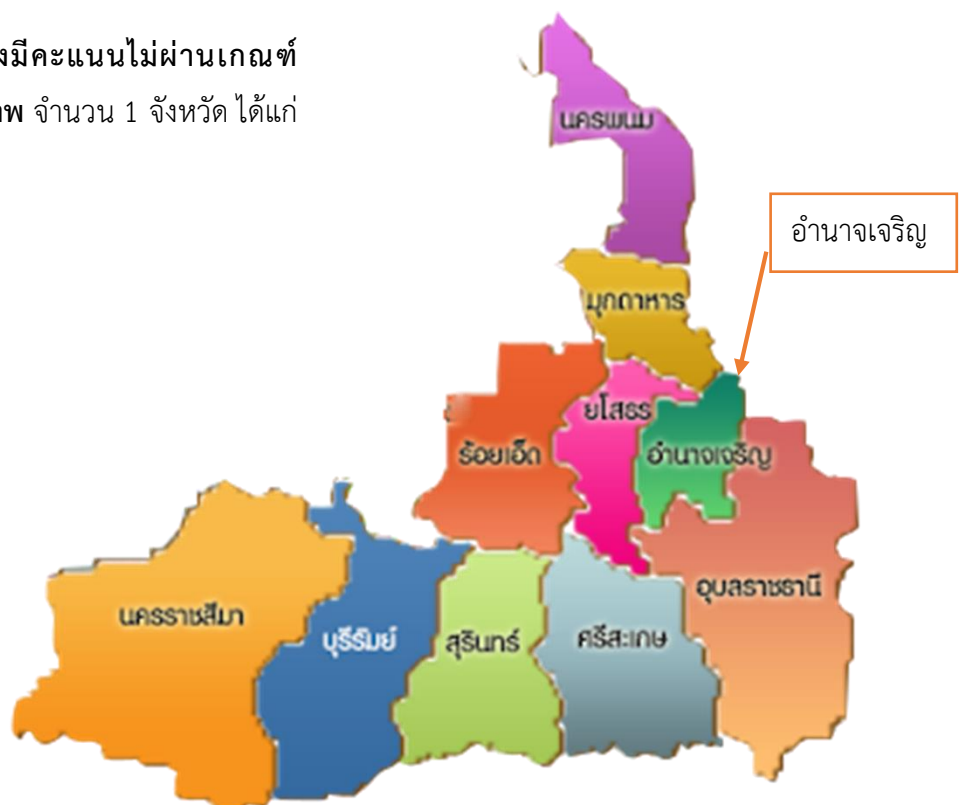 งมีคะแนนไม่ผ่านเกณฑ์
าพ จำนวน 1 จังหวัด ได้แก่
นครพนม
อำนาจเจริญ
มุกดาหาร
ยโสธร
ร้อยเอ็ด
อำนาจเจริญ
อุบลราชธานี
นครราชสีมา
บุรีรัมย์
สุรินทร์
ศรีสะเกษ